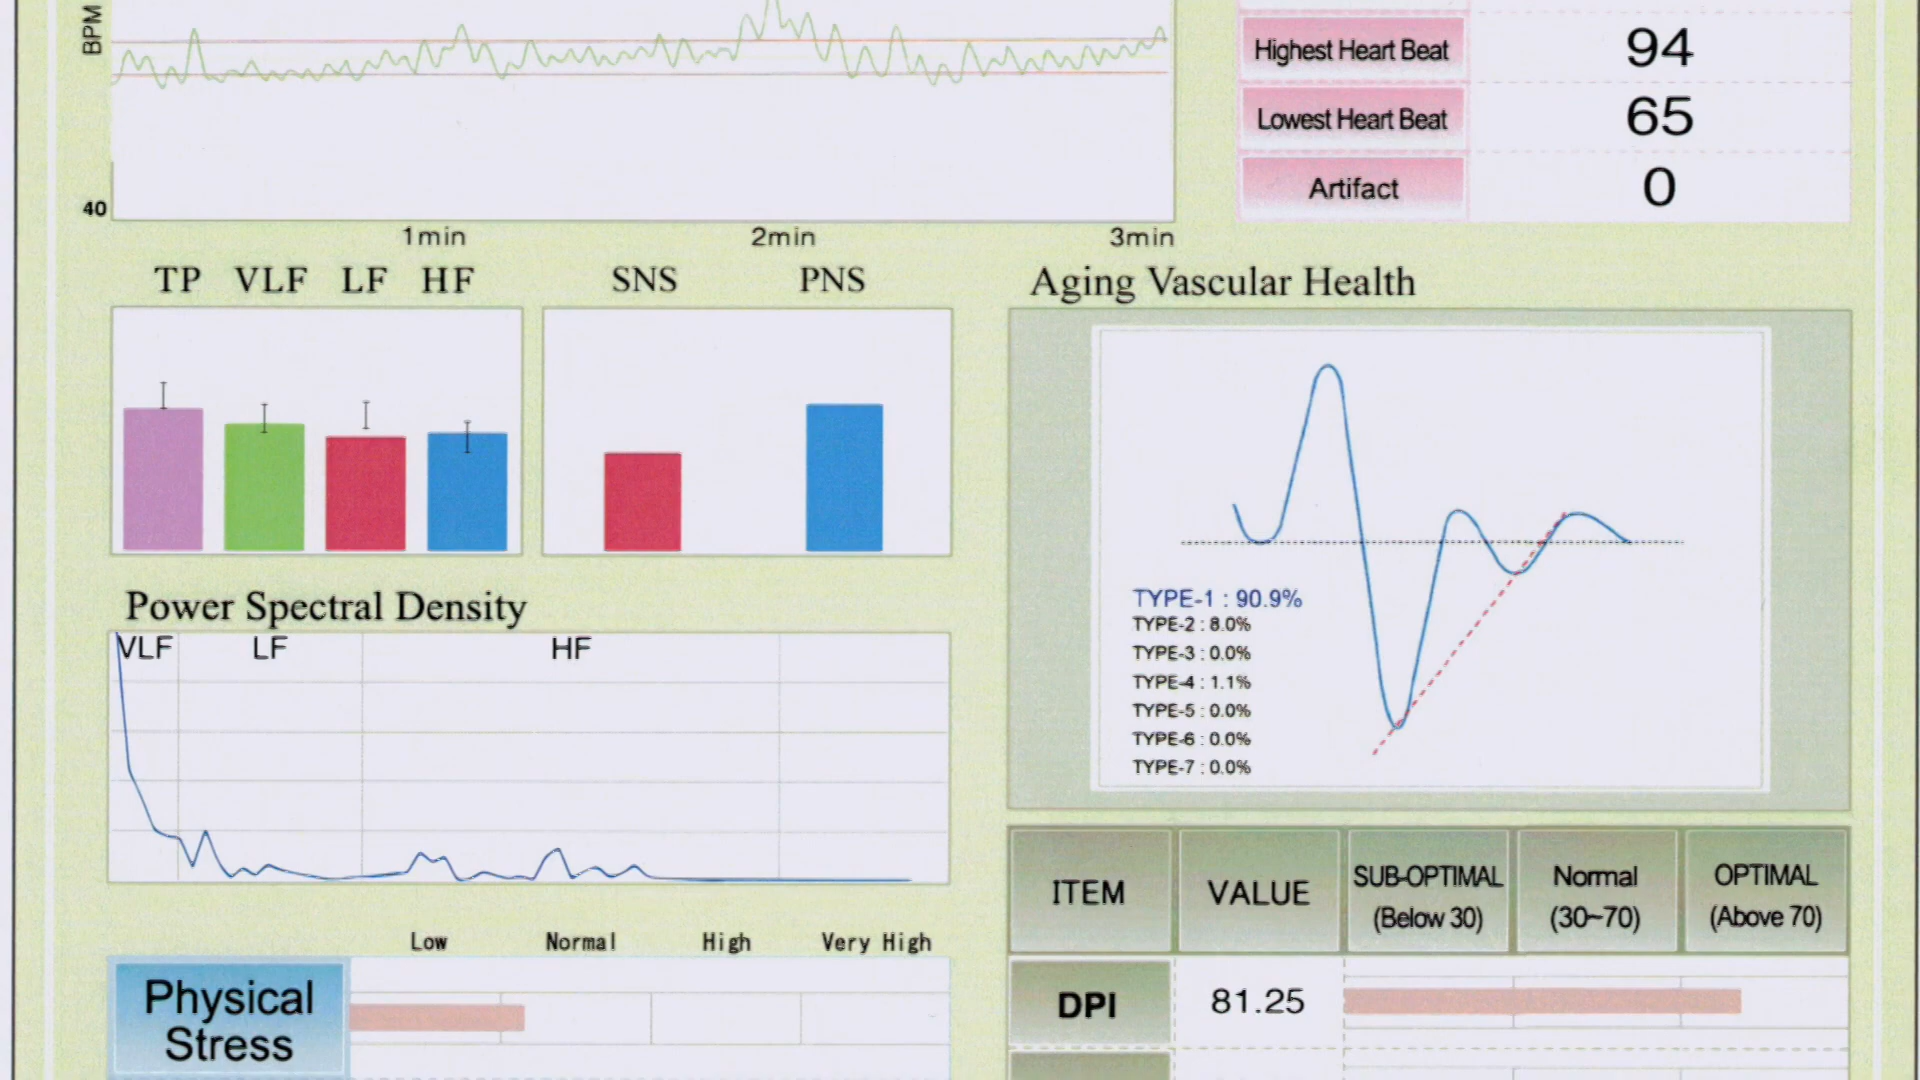 BPM
40
1min 2min 3min
Highest Heart Beat 94
Lowest Heart Beat 65
Artifact 0
TP VLF LF HF
SNS PNS
Power Spectral Density
VLF LF HF
Low Normal High Very High
Physical
Stress
Aging Vascular Health
TYPE-1 : 90.9%
TYPE-2 : 8.0%
TYPE-3 : 0.0%
TYPE-4 : 1.1%
TYPE-5 : 0.0%
TYPE-6 : 0.0%
TYPE-7 : 0.0%
ITEM VALUE SUB-OPTIMAL (Below 30) Normal (30~70) OPTIMAL (Above 70)
DPI 81.25